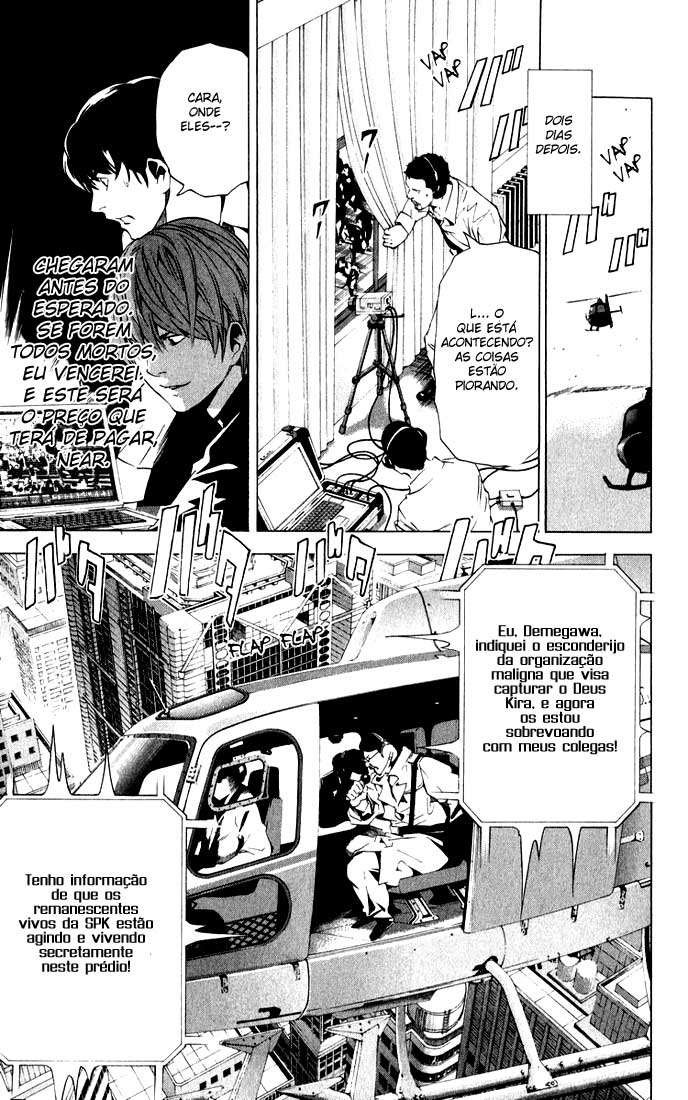 DOIS
DIAS
DEPOIS.
VAP
VAP
VAP
VAP
L... O
QUE ESTÁ
ACONTECENDO?
AS COISAS
ESTÃO
PIORANDO.
CARA,
ONDE
ELES--?
CHEGARAM
ANTES DO
ESPERADO.
SE FOREM
TODOS MORTOS,
EU VENCEREI.
E ESTE SERÁ
O PREÇO QUE
TERÁ DE PAGAR,
NEAR.
Eu, Demegawa,
indiquei o esconderijo
da organização
maligna que visa
capturar o Deus
Kira, e agora
os estou
sobrevoando
com meus colegas!
FLAP FLAP
Tenho informação
de que os
remanescentes
vivos da SPK estão
agindo e vivendo
secretamente
neste prédio!